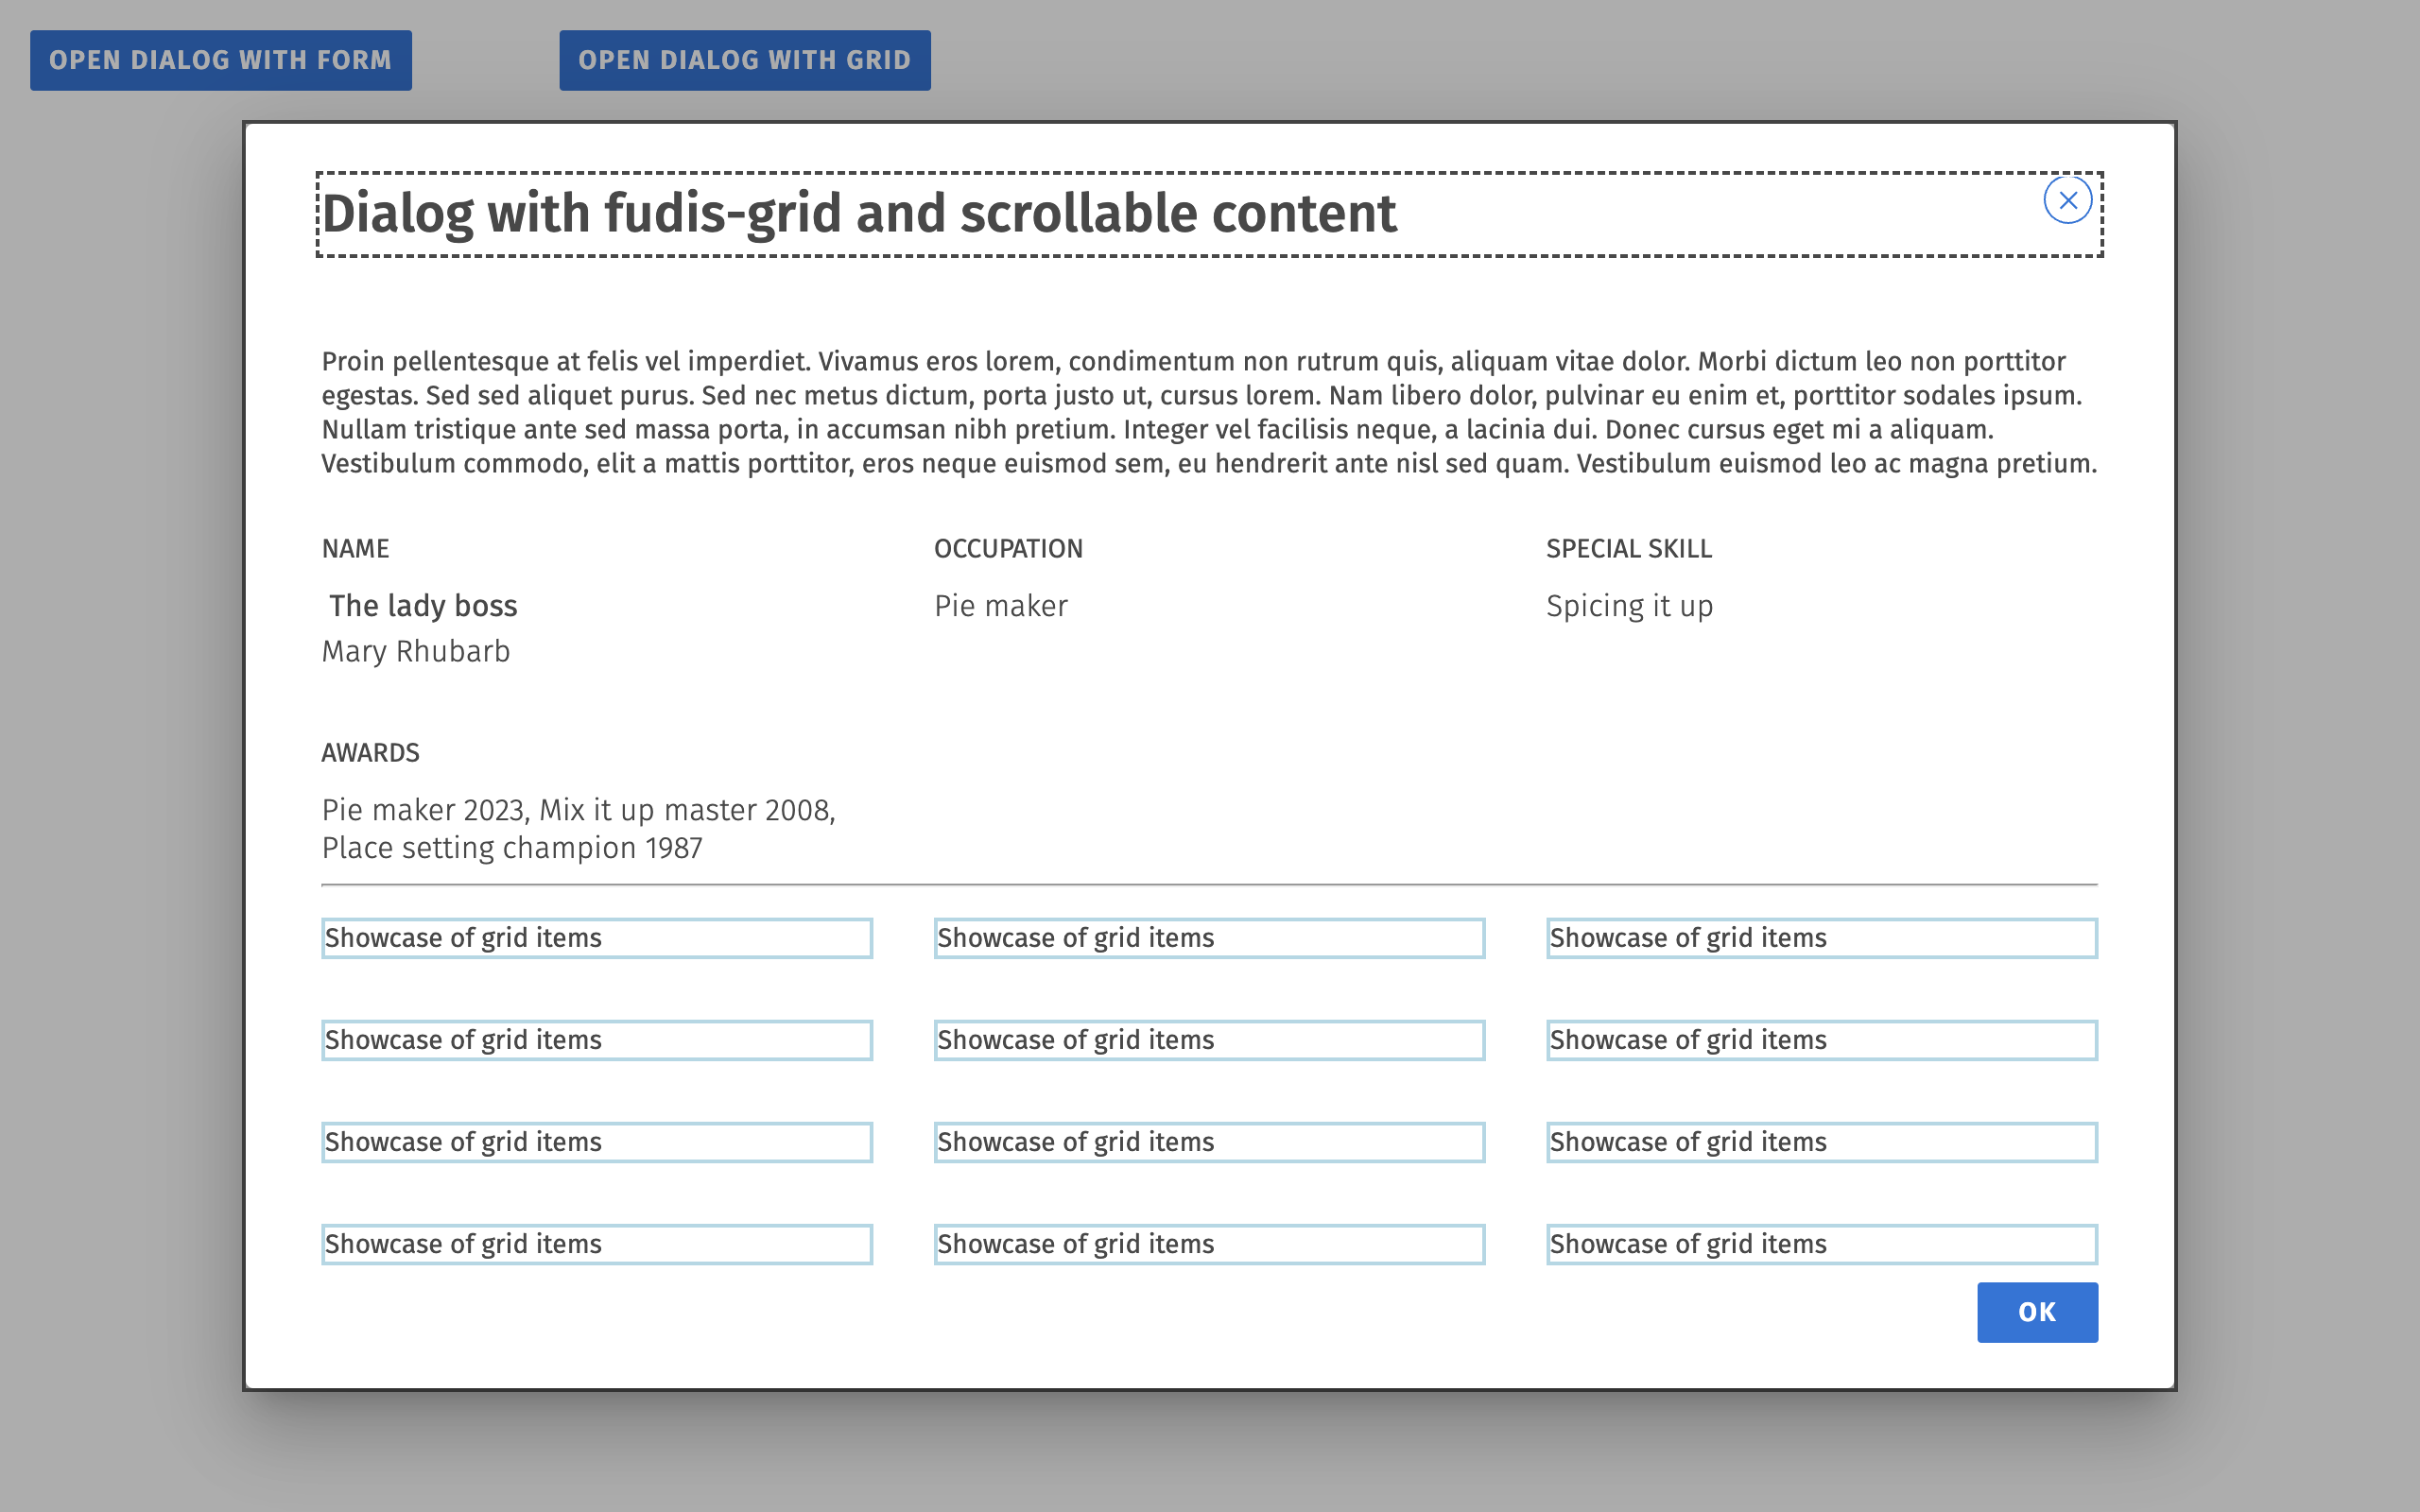 OPEN DIALOG WITH FORM
OPEN DIALOG WITH GRID
Dialog with fudis-grid and scrollable content
Proin pellentesque at felis vel imperdiet. Vivamus eros lorem, condimentum non rutrum quis, aliquam vitae dolor. Morbi dictum leo non porttitor
egestas. Sed sed aliquet purus. Sed nec metus dictum, porta justo ut, cursus lorem. Nam libero dolor, pulvinar eu enim et, porttitor sodales ipsum.
Nullam tristique ante sed massa porta, in accumsan nibh pretium. Integer vel facilisis neque, a lacinia dui. Donec cursus eget mi a aliquam.
Vestibulum commodo, elit a mattis porttitor, eros neque euismod sem, eu hendrerit ante nisl sed quam. Vestibulum euismod leo ac magna pretium.
NAME
The lady boss
Mary Rhubarb
OCCUPATION
Pie maker
SPECIAL SKILL
Spicing it up
AWARDS
Pie maker 2023, Mix it up master 2008,
Place setting champion 1987
Showcase of grid items
Showcase of grid items
Showcase of grid items
Showcase of grid items
Showcase of grid items
Showcase of grid items
Showcase of grid items
Showcase of grid items
Showcase of grid items
Showcase of grid items
Showcase of grid items
Showcase of grid items
OK